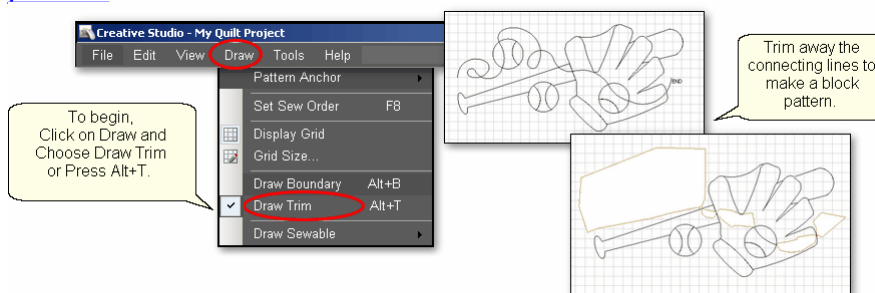 Creative Studio - My Quilt Project
File Edit View Draw Tools Help
Pattern Anchor
Set Sew Order F8
Display Grid
Grid Size...
Draw Boundary Alt+B
Draw Trim Alt+T
Draw Sewable
To begin,
Click on Draw and
Choose Draw Trim
or Press Alt+T.
END
Trim away the
connecting lines to
make a block
pattern.